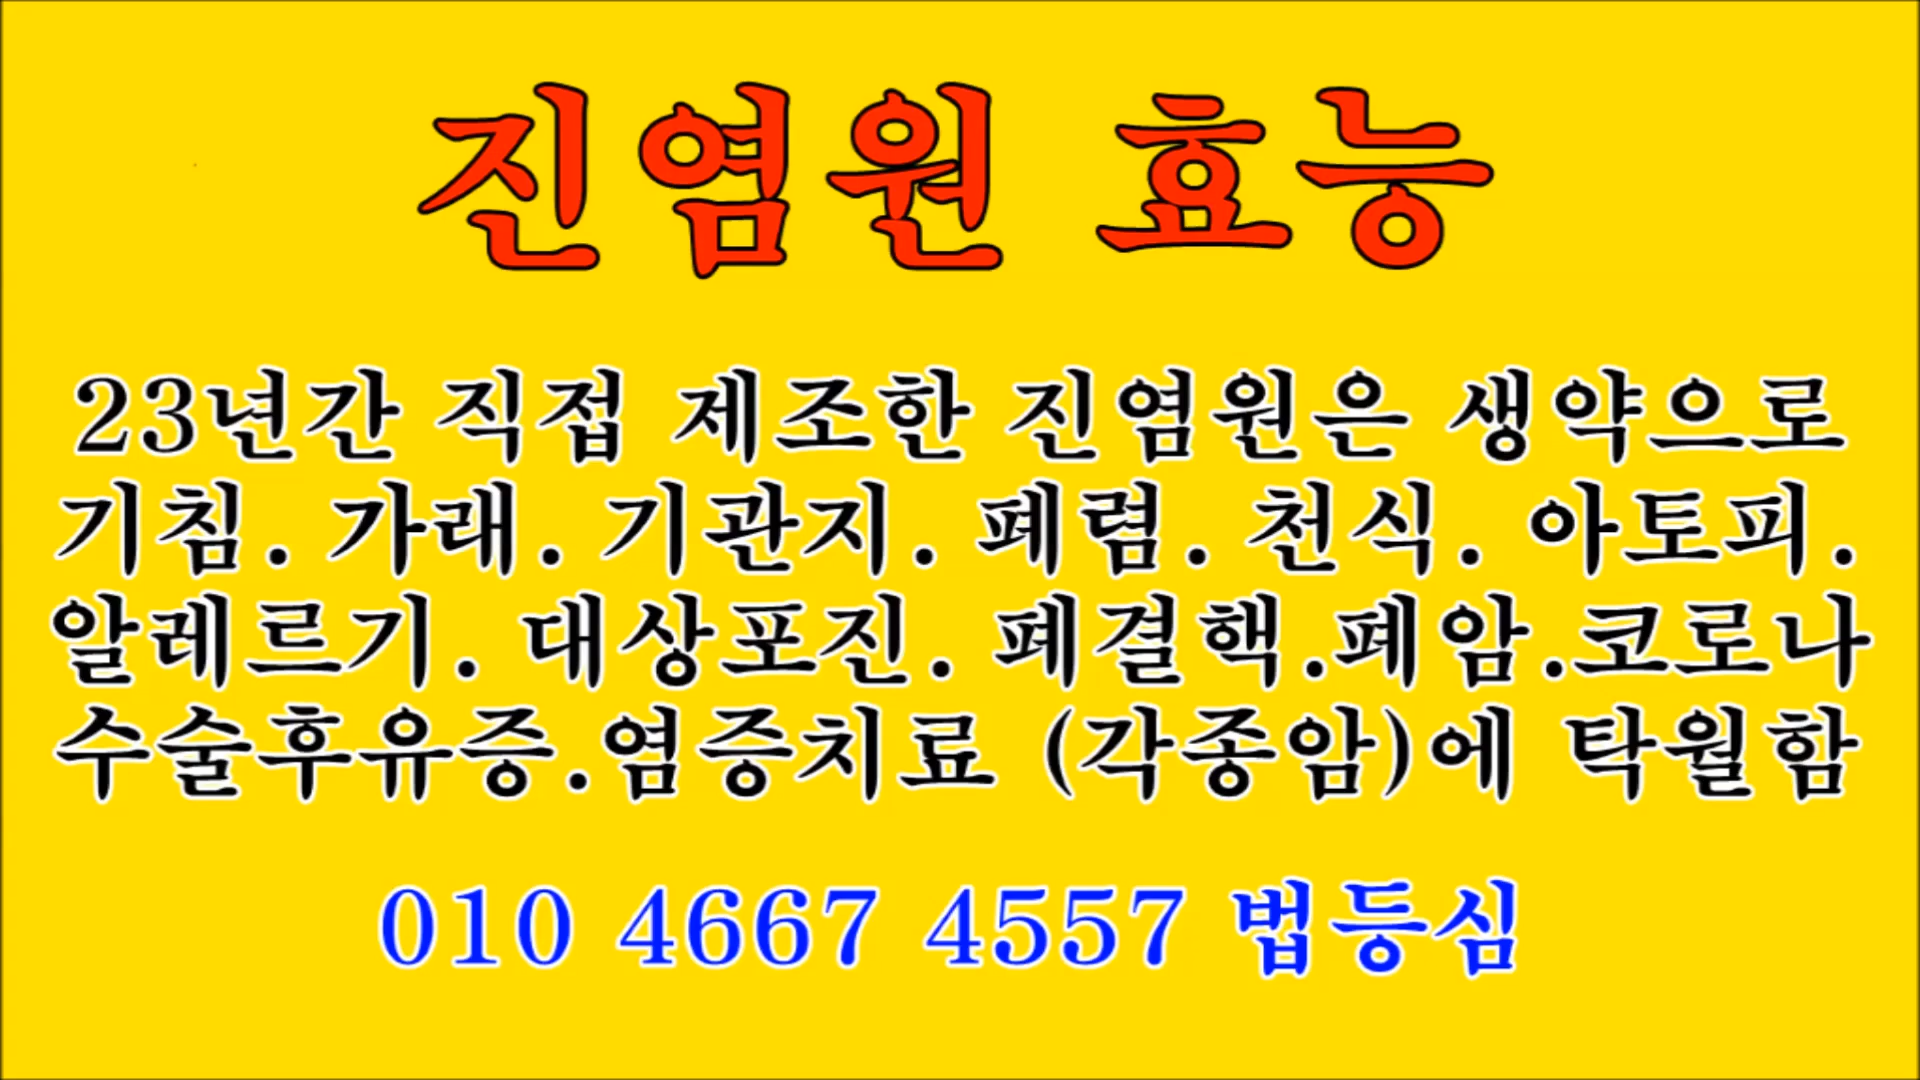 진염원 효능
23년간 직접 제조한 진염원은 생약으로
기침. 가래. 기관지. 폐렴. 천식. 아토피.
알레르기. 대상포진. 폐결핵.폐암.코로나
수술후유증.염증치료 (각종암)에 탁월함
010 4667 4557 법등심